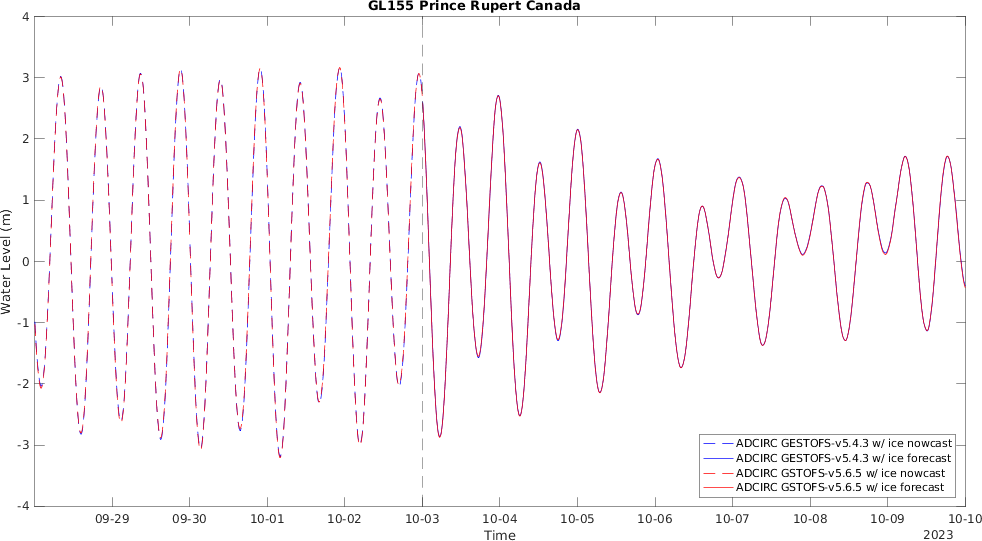 GL155 Prince Rupert Canada
Water Level (m)
4
3
2
1
0
-1
-2
-3
-4
ADCIRC GESTOFS-v5.4.3 w/ ice nowcast
ADCIRC GESTOFS-v5.4.3 w/ ice forecast
ADCIRC GSTOFS-v5.6.5 w/ ice nowcast
ADCIRC GSTOFS-v5.6.5 w/ ice forecast
09-29 09-30 10-01 10-02 10-03 10-04 10-05 10-06 10-07 10-08 10-09 10-10
Time
2023